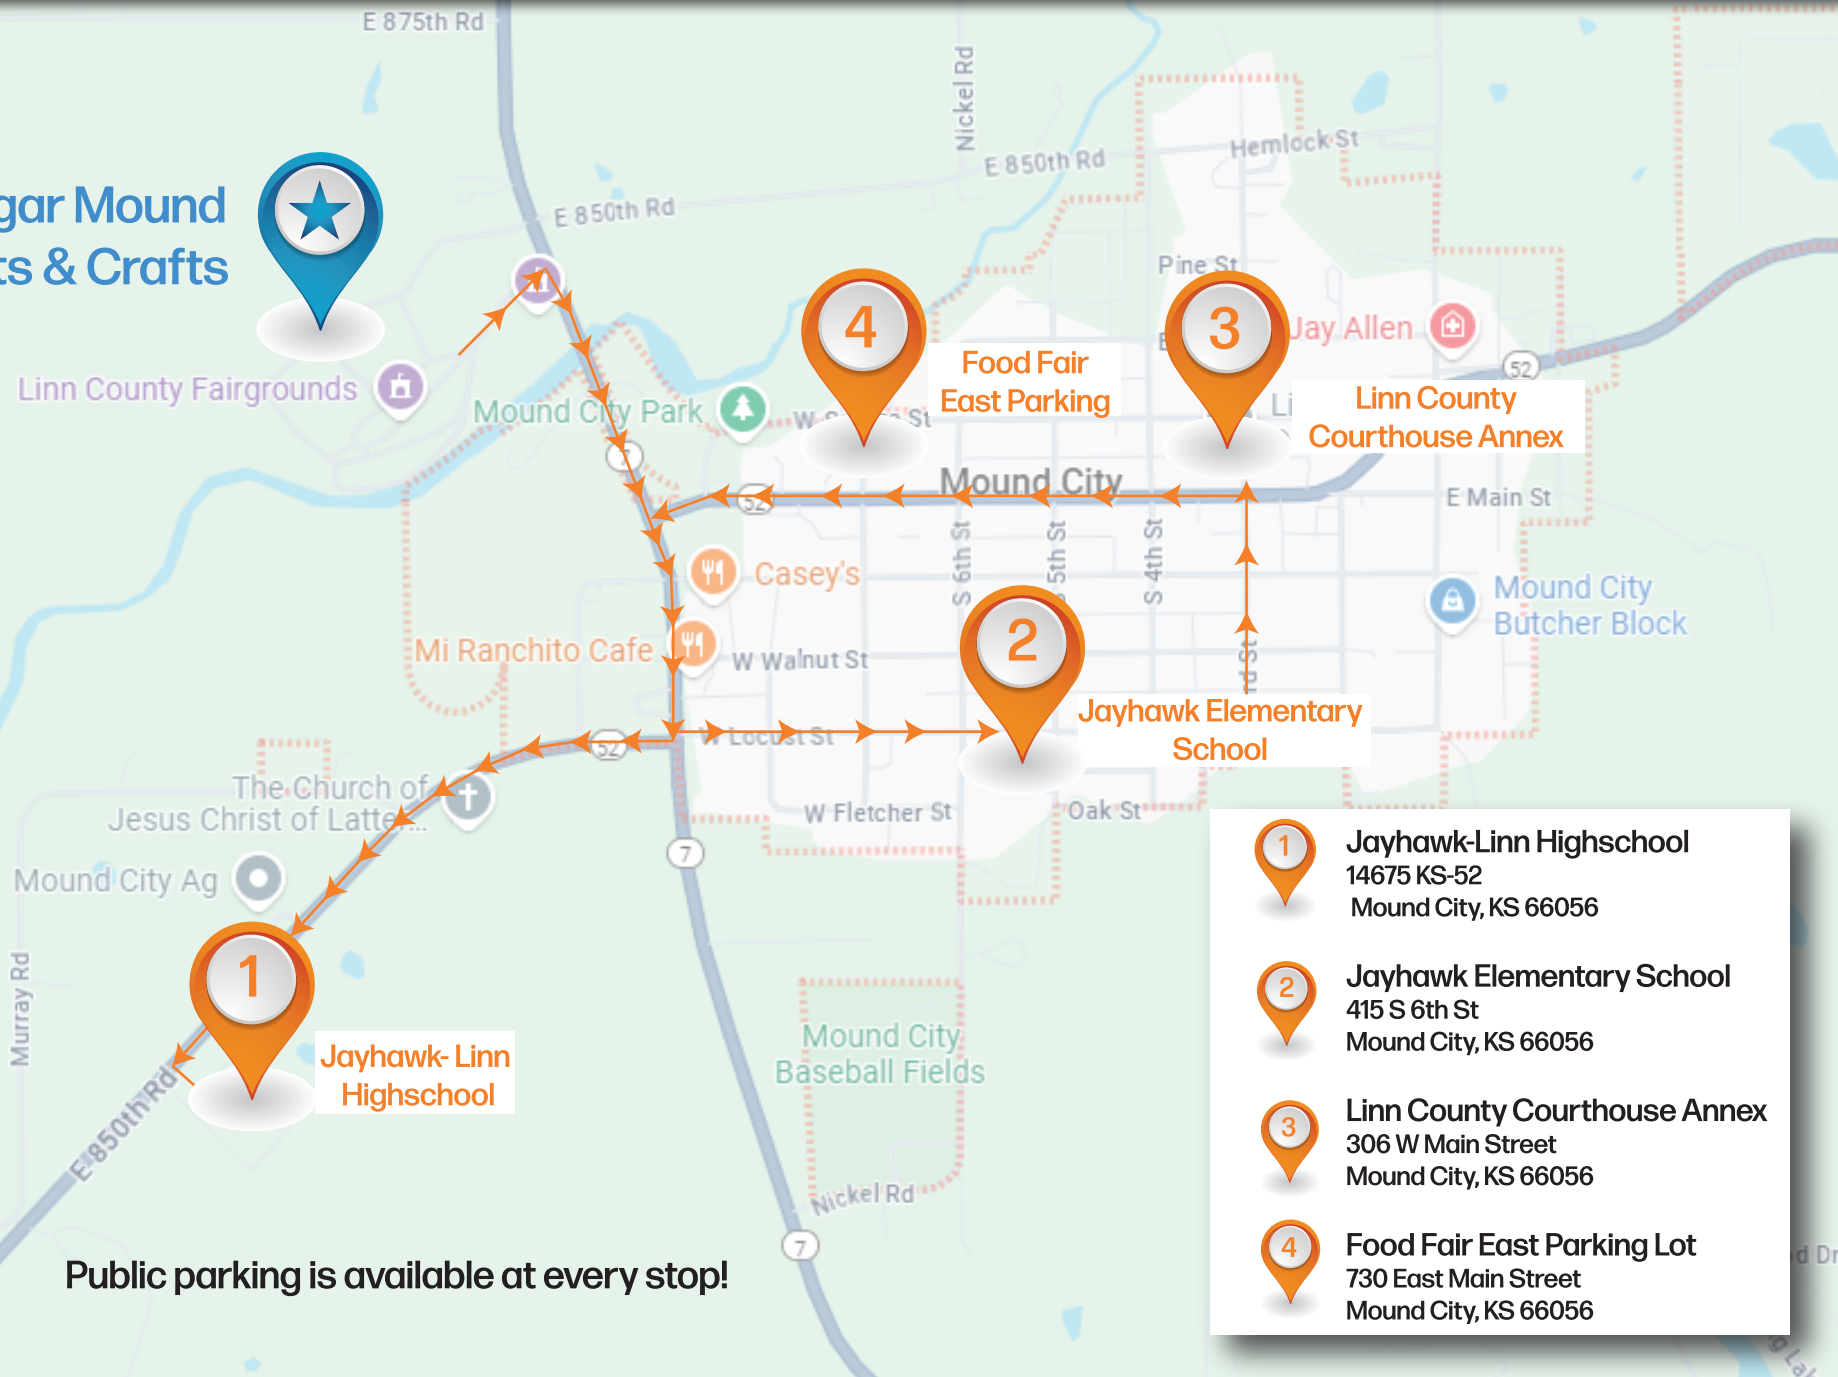 E 875th Rd
Nickel Rd
Hemlock St
E 850th Rd
gar Mound
E 850th Rd
ts & Crafts
Pine St
4
3
Jay Allen
52
Food Fair
East Parking
Linn County Fairgrounds
Mound City Park
Linn County
Courthouse Annex
7
Mound City
52
E Main St
S 6th St
5th St
S 4th St
Casey's
Mound City
Butcher Block
2
Mi Ranchito Cafe
W Walnut St
rd St
Jayhawk Elementary
School
W Locust St
52
The Church of
Jesus Christ of Latter...
W Fletcher St
Oak St
7
Mound City Ag
1
Murray Rd
Jayhawk- Linn
Highschool
E 850th Rd
Mound City
Baseball Fields
Nickel Rd
7
Public parking is available at every stop!
1
Jayhawk-Linn Highschool
14675 KS-52
Mound City, KS 66056
2
Jayhawk Elementary School
415 S 6th St
Mound City, KS 66056
3
Linn County Courthouse Annex
306 W Main Street
Mound City, KS 66056
4
Food Fair East Parking Lot
730 East Main Street
Mound City, KS 66056